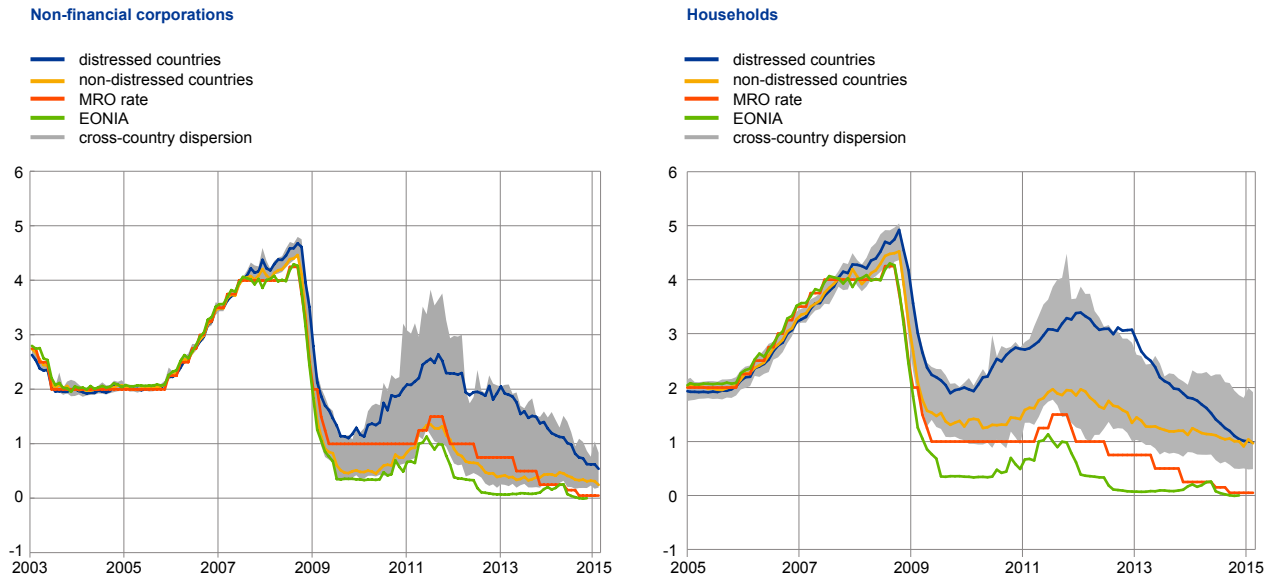 Non-financial corporations
distressed countries
non-distressed countries
MRO rate
EONIA
cross-country dispersion
6
5
4
3
2
1
0
-1
2003 2005 2007 2009 2011 2013 2015
Households
distressed countries
non-distressed countries
MRO rate
EONIA
cross-country dispersion
6
5
4
3
2
1
0
-1
2005 2007 2009 2011 2013 2015